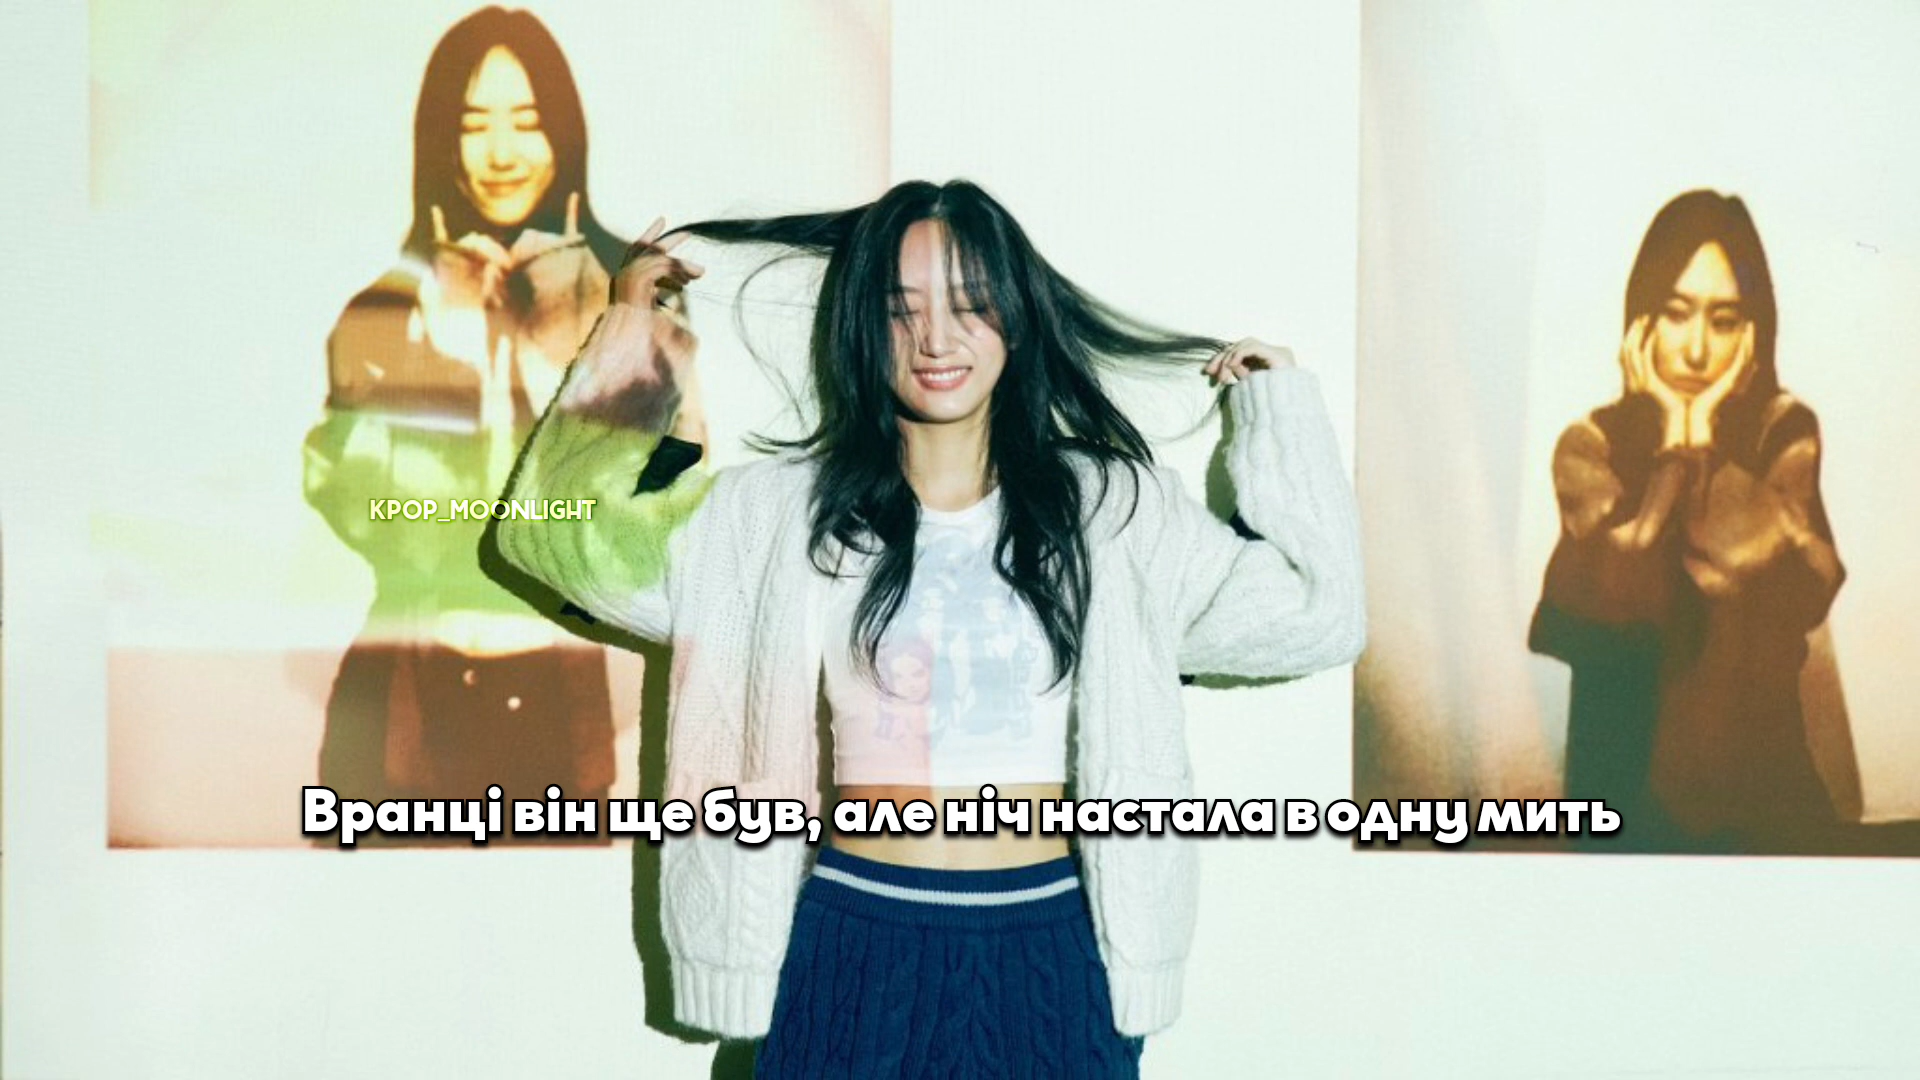 KPOP_MOONLIGHT
Вранці він ще був, але ніч настала в одну мить